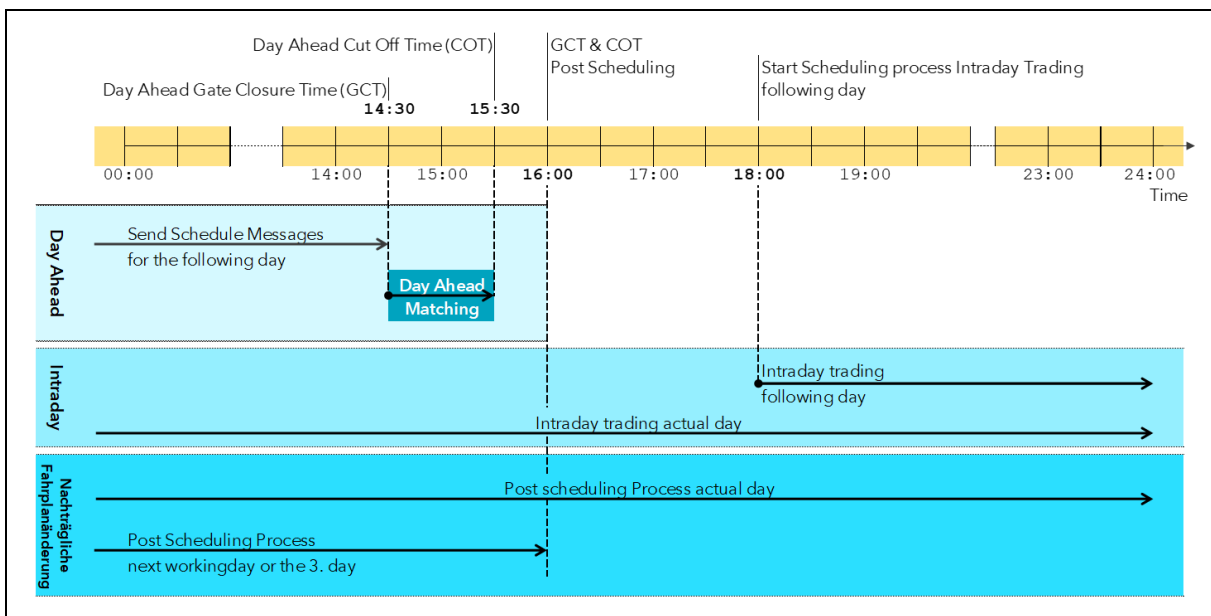 Day Ahead Cut Off Time (COT)
GCT & COT
Post Scheduling
Start Scheduling process Intraday Trading
following day
Day Ahead Gate Closure Time (GCT)
14:30
15:30
00:00
14:00
15:00
16:00
17:00
18:00
19:00
23:00
24:00
Time
Day Ahead
Send Schedule Messages
for the following day
Day Ahead
Matching
Intraday
Intraday trading
following day
Intraday trading actual day
Nachträgliche
Fahrplanänderung
Post scheduling Process actual day
Post Scheduling Process
next workingday or the 3. day